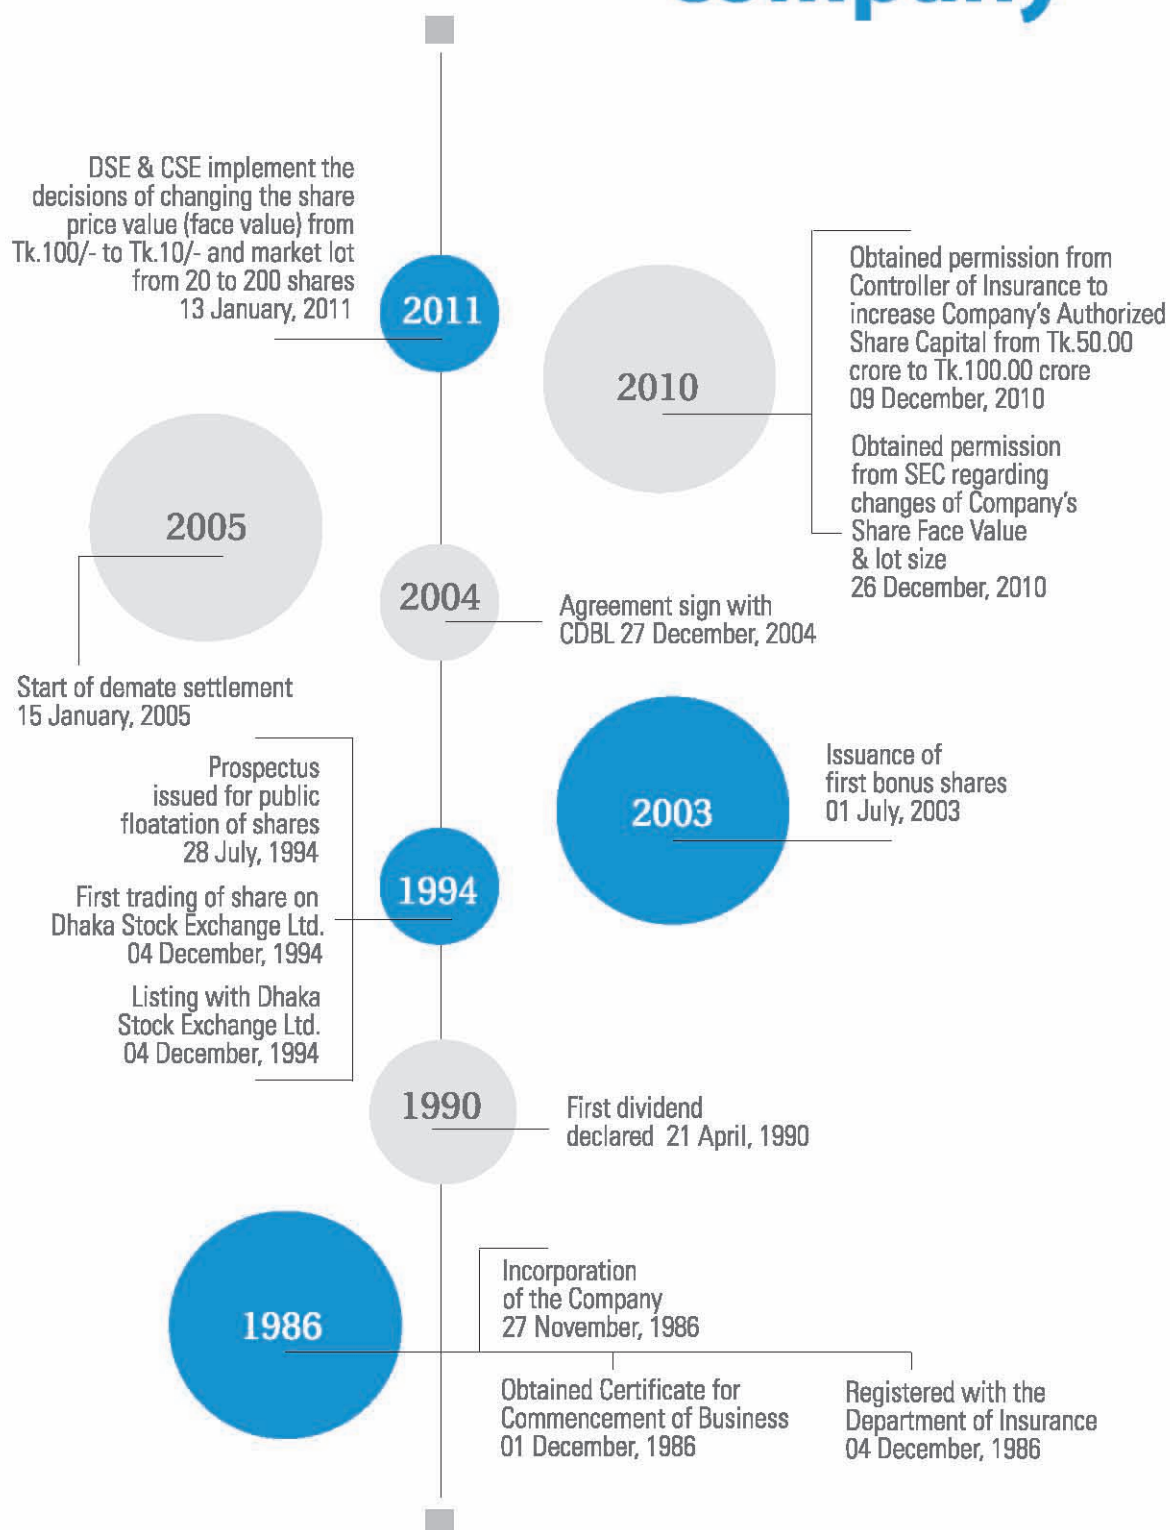 company
DSE & CSE implement the
decisions of changing the share
price value (face value) from
Tk.100/- to Tk.10/- and market lot
from 20 to 200 shares
13 January, 2011
2011
2010
Obtained permission from
Controller of Insurance to
increase Company's Authorized
Share Capital from Tk.50.00
crore to Tk.100.00 crore
09 December, 2010
Obtained permission
from SEC regarding
changes of Company's
Share Face Value
& lot size
26 December, 2010
2005
Start of demate settlement
15 January, 2005
2004
Agreement sign with
CDBL 27 December, 2004
2003
Issuance of
first bonus shares
01 July, 2003
Prospectus
issued for public
floatation of shares
28 July, 1994
First trading of share on
Dhaka Stock Exchange Ltd.
04 December, 1994
Listing with Dhaka
Stock Exchange Ltd.
04 December, 1994
1994
1990
First dividend
declared 21 April, 1990
1986
Incorporation
of the Company
27 November, 1986
Obtained Certificate for
Commencement of Business
01 December, 1986
Registered with the
Department of Insurance
04 December, 1986